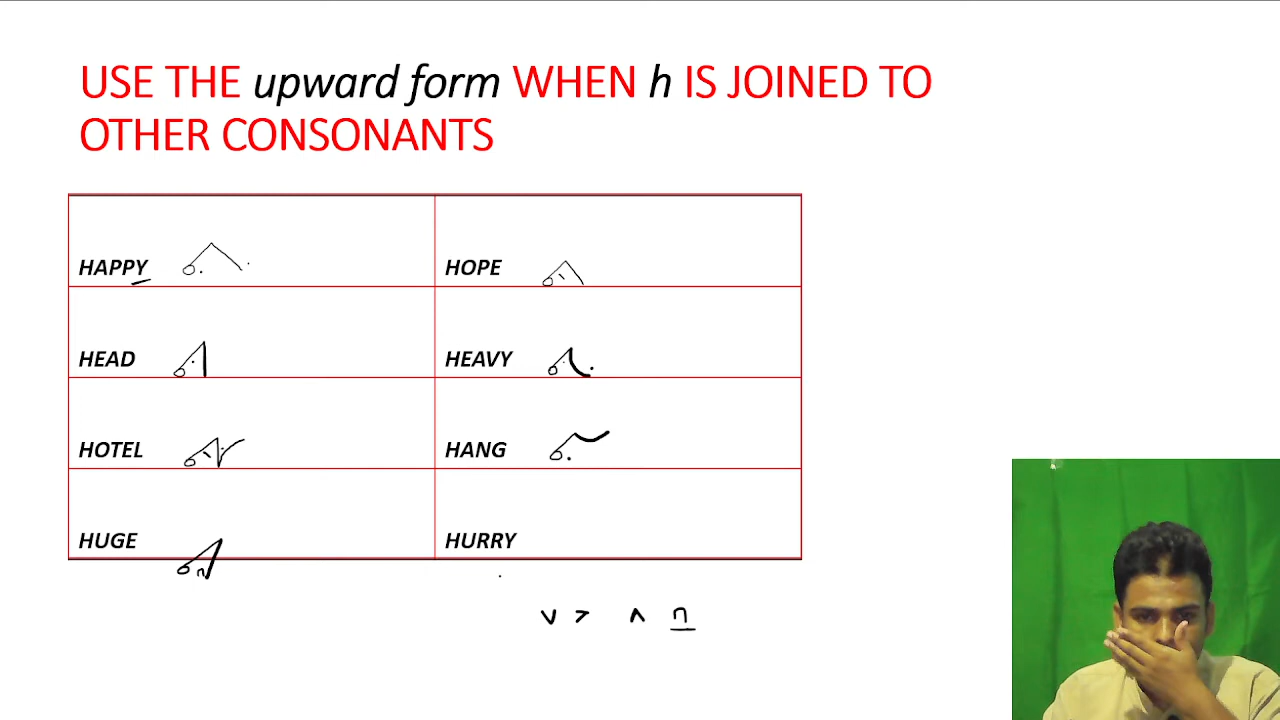 USE THE upward form WHEN h IS JOINED TO
OTHER CONSONANTS
HAPPY
HOPE
HEAD
HEAVY
HOTEL
HANG
HUGE
HURRY